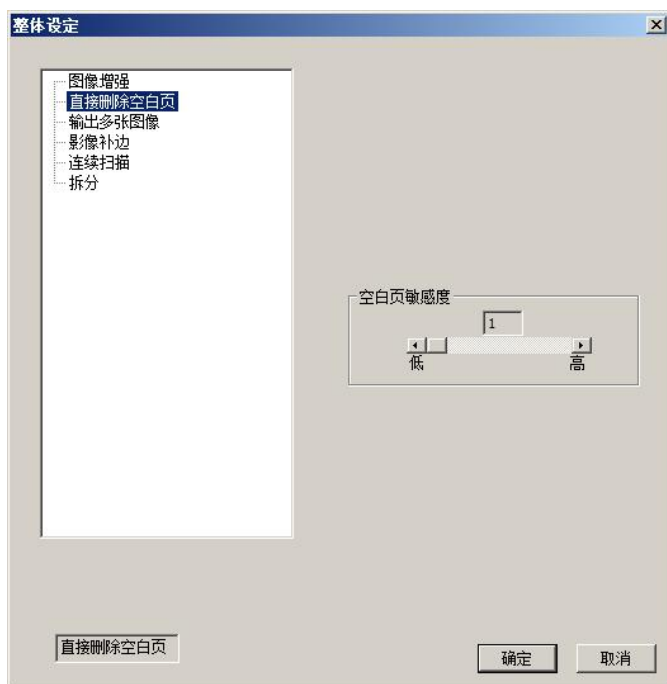 整体设定
图像增强
直接删除空白页
输出多张图像
影像补边
连续扫描
拆分
空白页敏感度
1
低 高
直接删除空白页
确定 取消